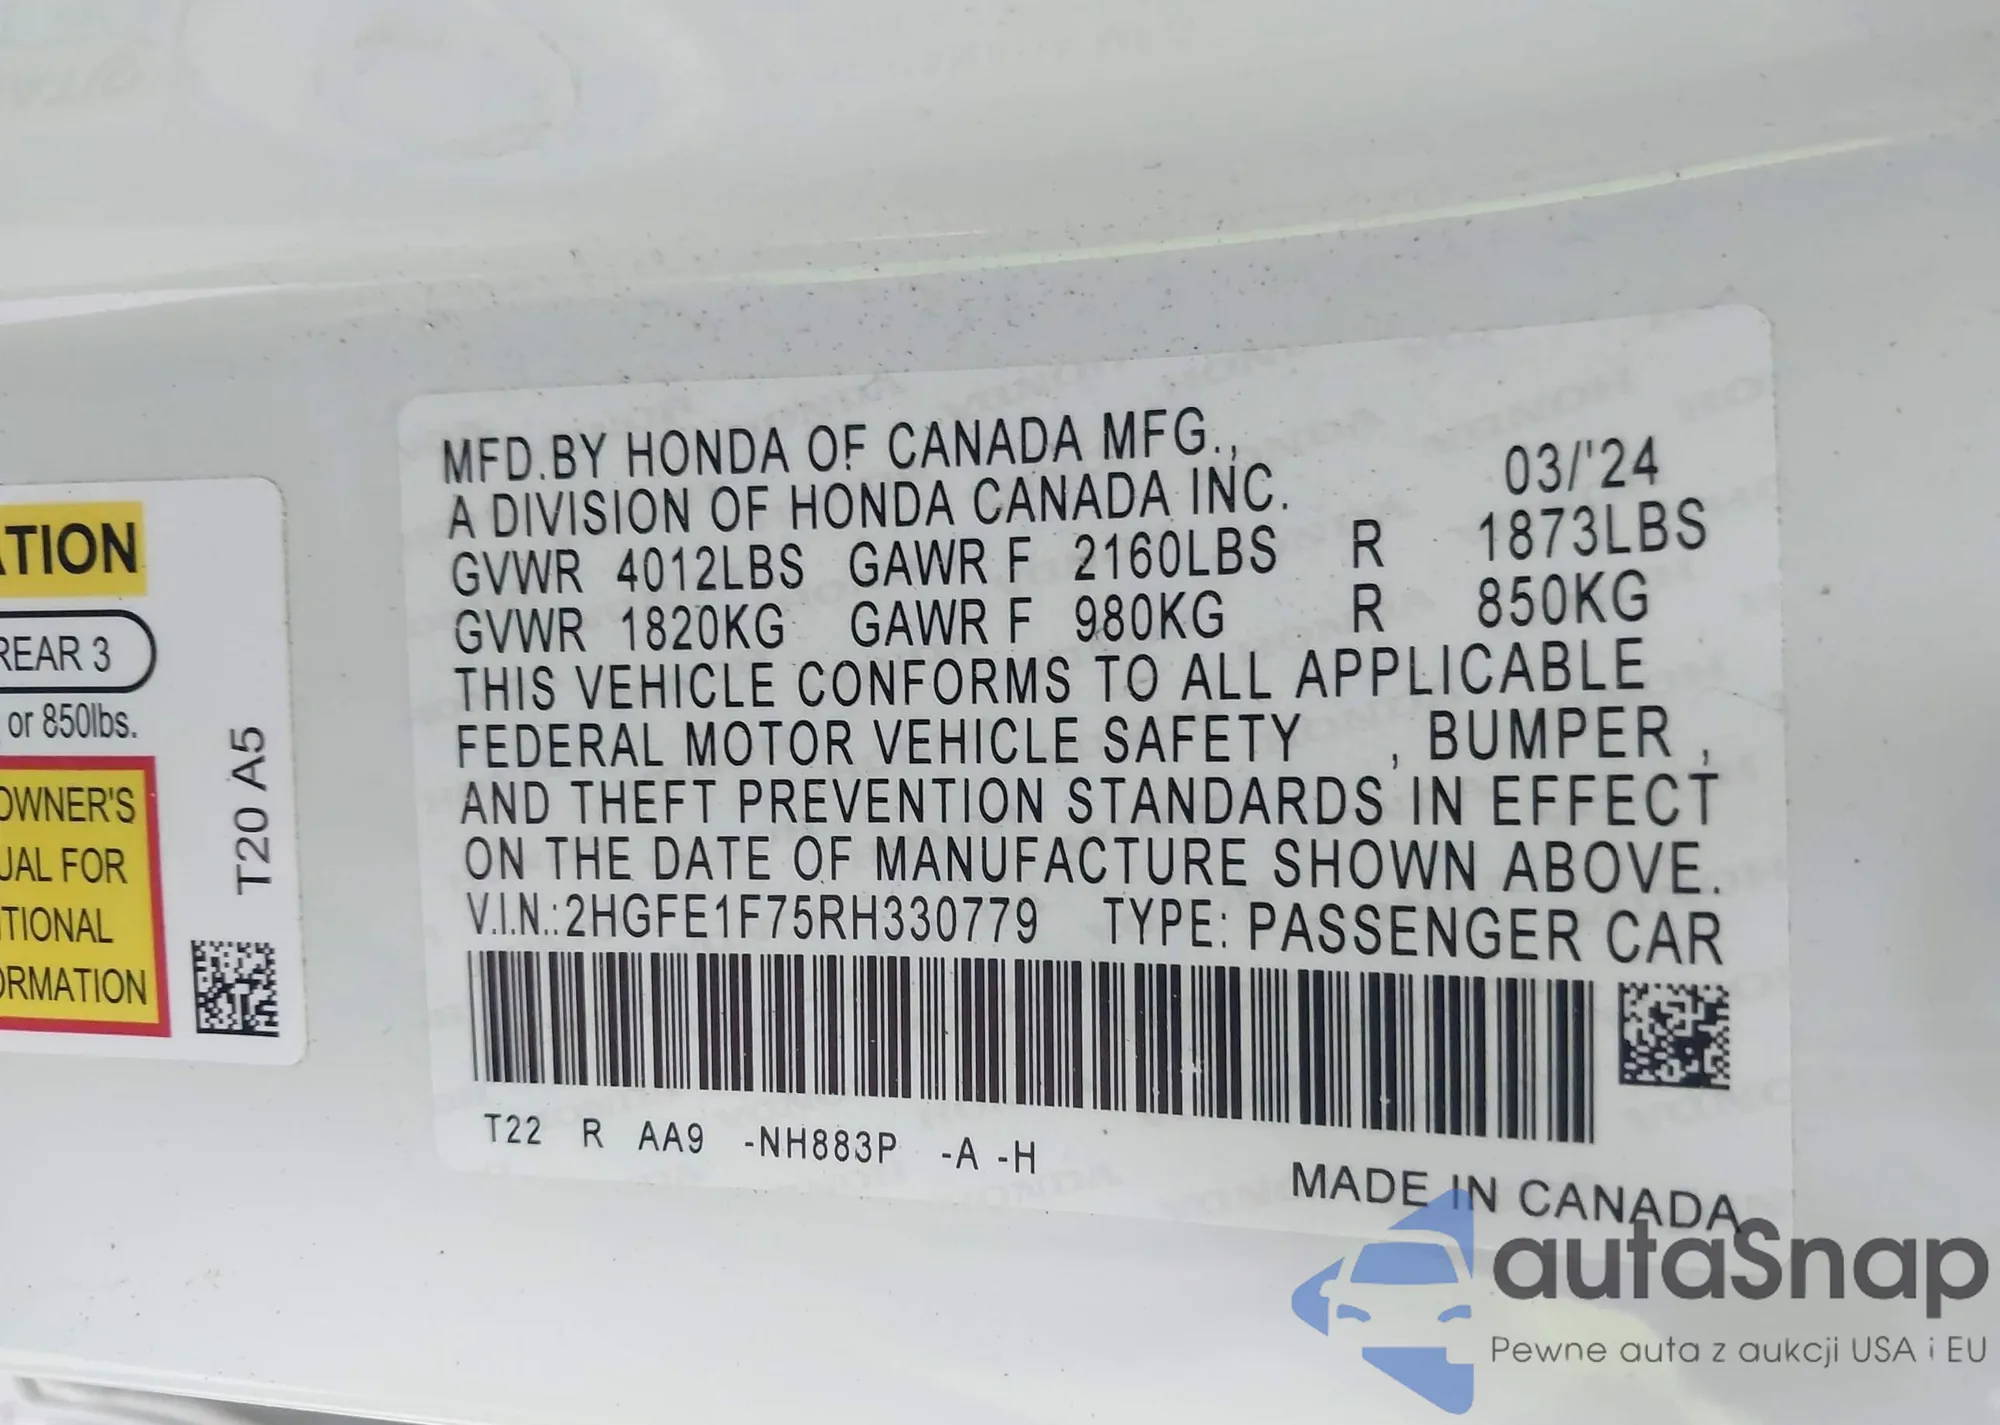 ATION
REAR 3
or 850lbs.
OWNER'S
UAL FOR
ITIONAL
ORMATION
T20 A5
MFD.BY HONDA OF CANADA MFG.,
A DIVISION OF HONDA CANADA INC. 03/'24
GVWR 4012LBS GAWR F 2160LBS R 1873LBS
GVWR 1820KG GAWR F 980KG R 850KG
THIS VEHICLE CONFORMS TO ALL APPLICABLE
FEDERAL MOTOR VEHICLE SAFETY , BUMPER ,
AND THEFT PREVENTION STANDARDS IN EFFECT
ON THE DATE OF MANUFACTURE SHOWN ABOVE.
V.I.N.:2HGFE1F75RH330779 TYPE: PASSENGER CAR
T22 R AA9 -NH883P -A -H
MADE IN CANADA
autaSnap
Pewne auta z aukcji USA i EU